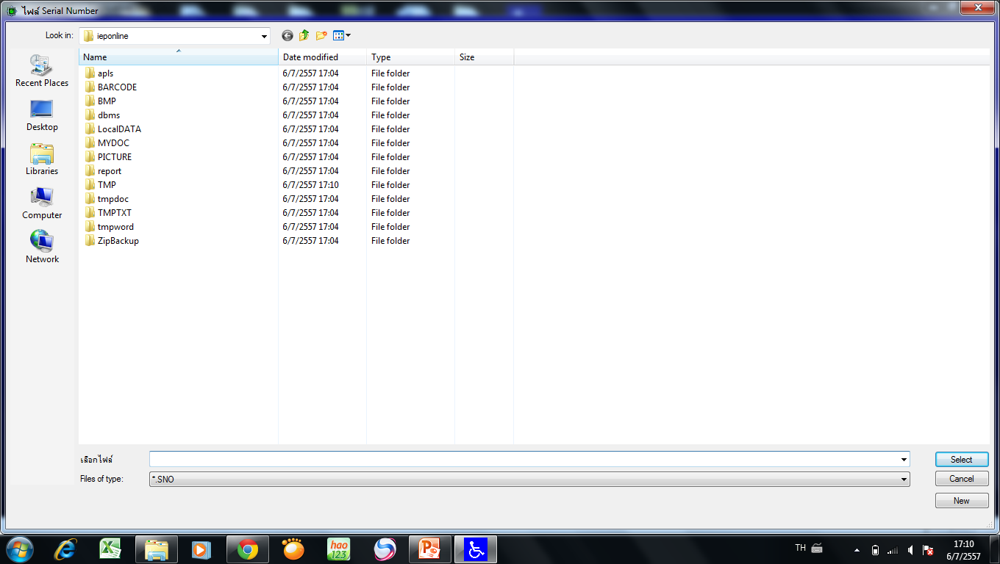 ไฟล์ Serial Number
Look in: ieponline
Name Date modified Type Size
apls 6/7/2557 17:04 File folder
BARCODE 6/7/2557 17:04 File folder
BMP 6/7/2557 17:04 File folder
dbms 6/7/2557 17:04 File folder
LocalDATA 6/7/2557 17:04 File folder
MYDOC 6/7/2557 17:04 File folder
PICTURE 6/7/2557 17:04 File folder
report 6/7/2557 17:04 File folder
TMP 6/7/2557 17:10 File folder
tmpdoc 6/7/2557 17:04 File folder
TMPTXT 6/7/2557 17:04 File folder
tmpword 6/7/2557 17:04 File folder
ZipBackup 6/7/2557 17:04 File folder
Recent Places
Desktop
Libraries
Computer
Network
เลือกไฟล์
Select
Files of type: *.SNO
Cancel
New
hao
123
TH
17:10
6/7/2557